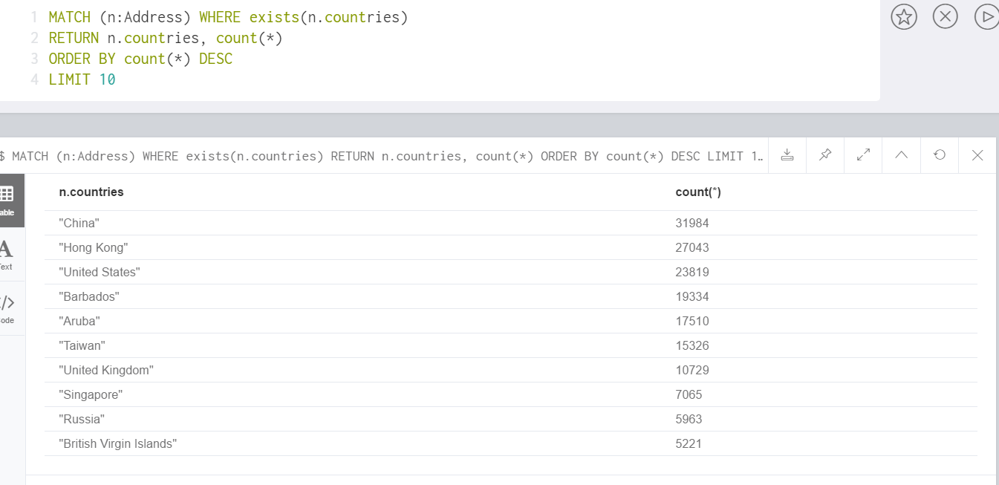 1 MATCH (n:Address) WHERE exists(n.countries)
2 RETURN n.countries, count(*)
3 ORDER BY count(*) DESC
4 LIMIT 10
$ MATCH (n:Address) WHERE exists(n.countries) RETURN n.countries, count(*) ORDER BY count(*) DESC LIMIT 1..
n.countries count(*)
"China" 31984
"Hong Kong" 27043
"United States" 23819
"Barbados" 19334
"Aruba" 17510
"Taiwan" 15326
"United Kingdom" 10729
"Singapore" 7065
"Russia" 5963
"British Virgin Islands" 5221
able
A
ext
/>
ode